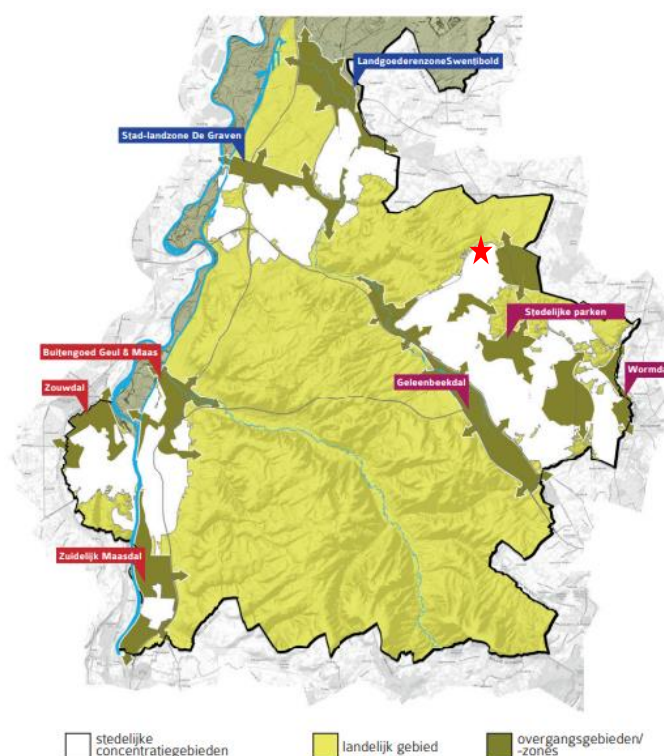 LandgoederenzoneSwentibold
Stad-landzone De Graven
Stedelijke parken
Buitengoed Geul & Maas
Zouwdal
Geleenbeekdal
Wormda
Zuidelijk Maasdal
stedelijke
concentratiegebieden
landelijk gebied
overgangsgebieden/
-zones